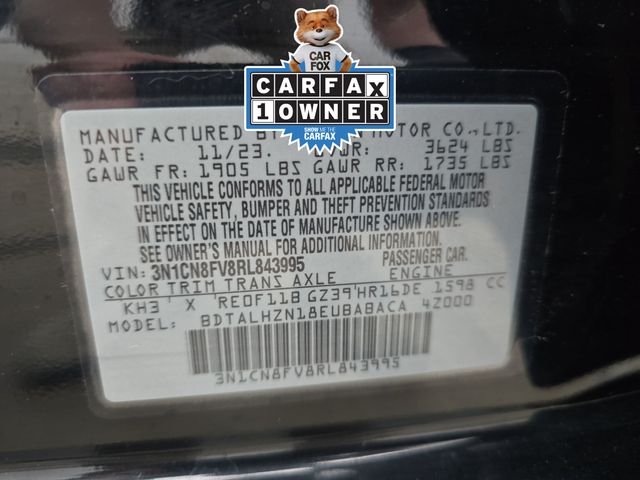 CAR
FOX
CARFAX
1 OWNER
SHOW ME THE
CARFAX
MANUFACTURED BY MOTOR CO.,LTD.
DATE: 11/23. GVWR: 3624 LBS
GAWR FR: 1905 LBS GAWR RR: 1735 LBS
THIS VEHICLE CONFORMS TO ALL APPLICABLE FEDERAL MOTOR
VEHICLE SAFETY, BUMPER AND THEFT PREVENTION STANDARDS
IN EFFECT ON THE DATE OF MANUFACTURE SHOWN ABOVE.
SEE OWNER'S MANUAL FOR ADDITIONAL INFORMATION.
VIN: 3N1CN8FV8RL843995 PASSENGER CAR.
COLOR TRIM TRANS AXLE ENGINE
KH3 X RE0F11B GZ39 HR16DE 1598 CC
MODEL: BDTALHZN18EUBABACA 4Z000
3N1CN8FV8RL843995